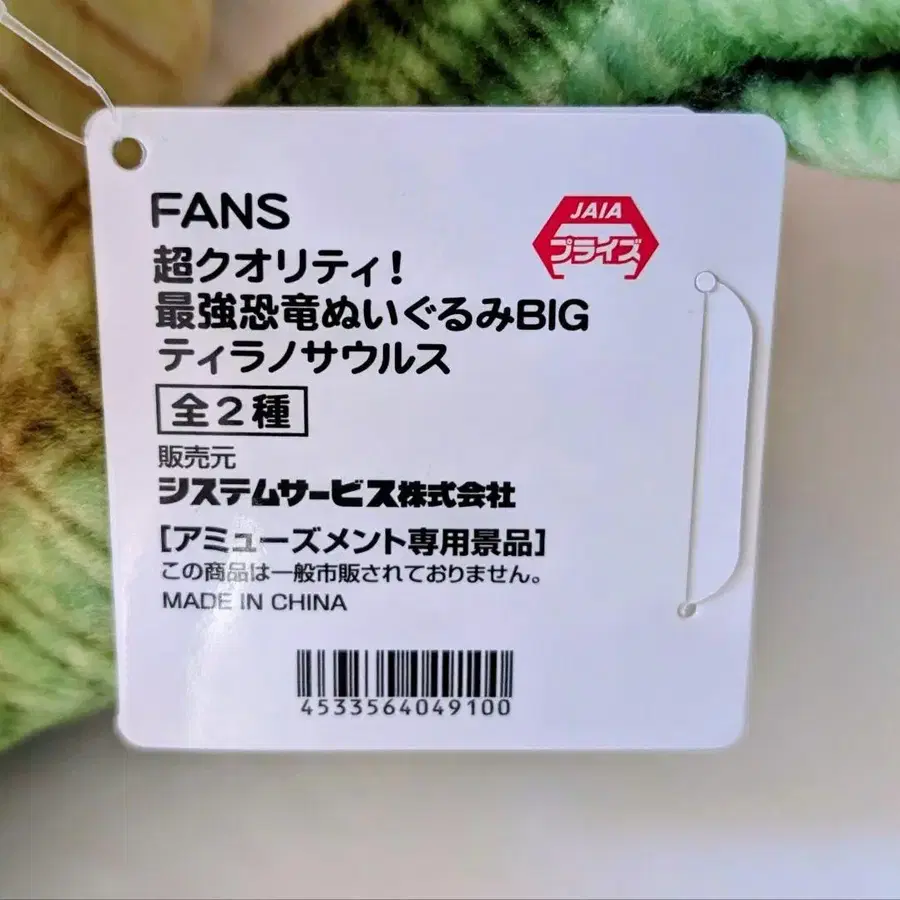 FANS
JAIA
プライズ
超クオリティ!
最強恐竜ぬいぐるみBIG
ティラノサウルス
全2種
販売元
システムサービス株式会社
[アミューズメント専用景品]
この商品は一般市販されておりません。
MADE IN CHINA
4533564049100